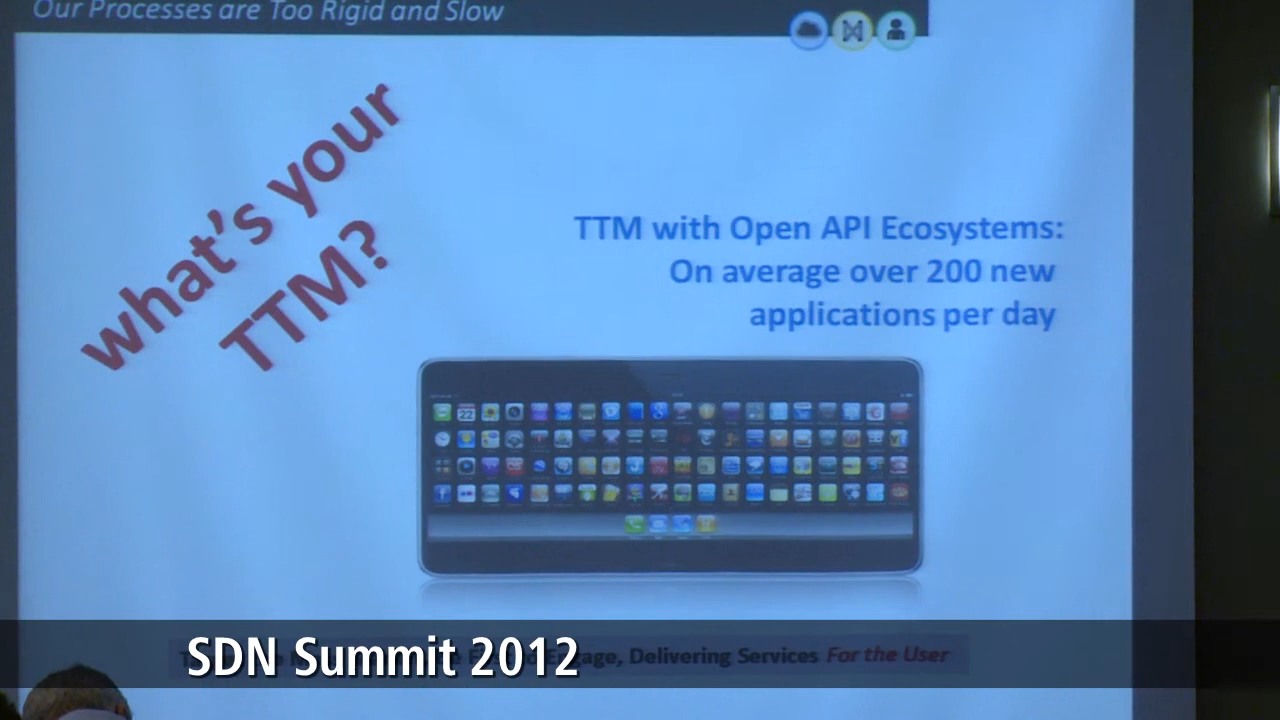 Our Processes are Too Rigid and Slow
what's your
TTM?
TTM with Open API Ecosystems:
On average over 200 new
applications per day
22
SDN Summit 2012
Delivering Services For the User